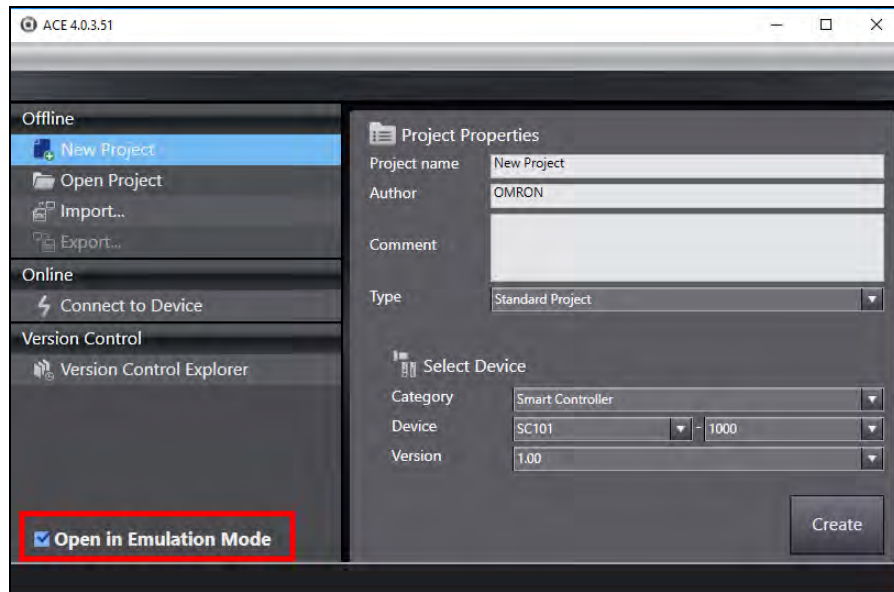 ACE 4.0.3.51
Offline
New Project
Open Project
Import...
Export...
Online
Connect to Device
Version Control
Version Control Explorer
Open in Emulation Mode
Project Properties
Project name New Project
Author OMRON
Comment
Type Standard Project
Select Device
Category Smart Controller
Device SC101 - 1000
Version 1.00
Create